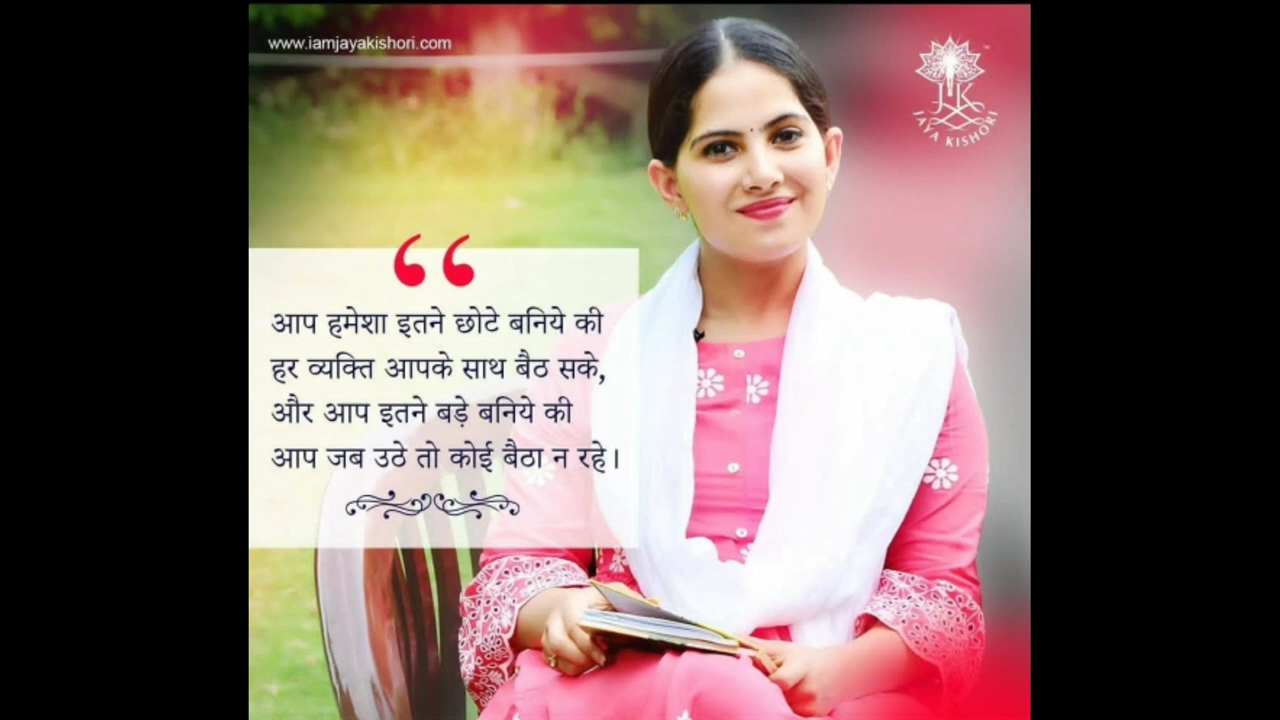 www.iamjayakishori.com
JK
JAYA KISHORI
आप हमेशा इतने छोटे बनिये की
हर व्यक्ति आपके साथ बैठ सके,
और आप इतने बड़े बनिये की
आप जब उठे तो कोई बैठा न रहे।